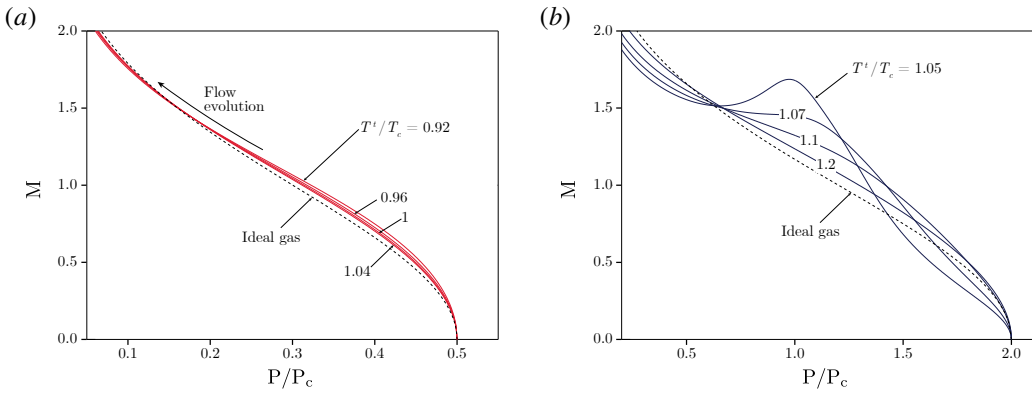 (a)
2.0
1.5
1.0
0.5
0.0
M
Flow
evolution
T^t/T_c = 0.92
0.96
1
1.04
Ideal gas
0.1
0.2
0.3
0.4
0.5
P/P_c
(b)
2.0
1.5
1.0
0.5
0.0
M
T^t/T_c = 1.05
1.07
1.1
1.2
Ideal gas
0.5
1.0
1.5
2.0
P/P_c